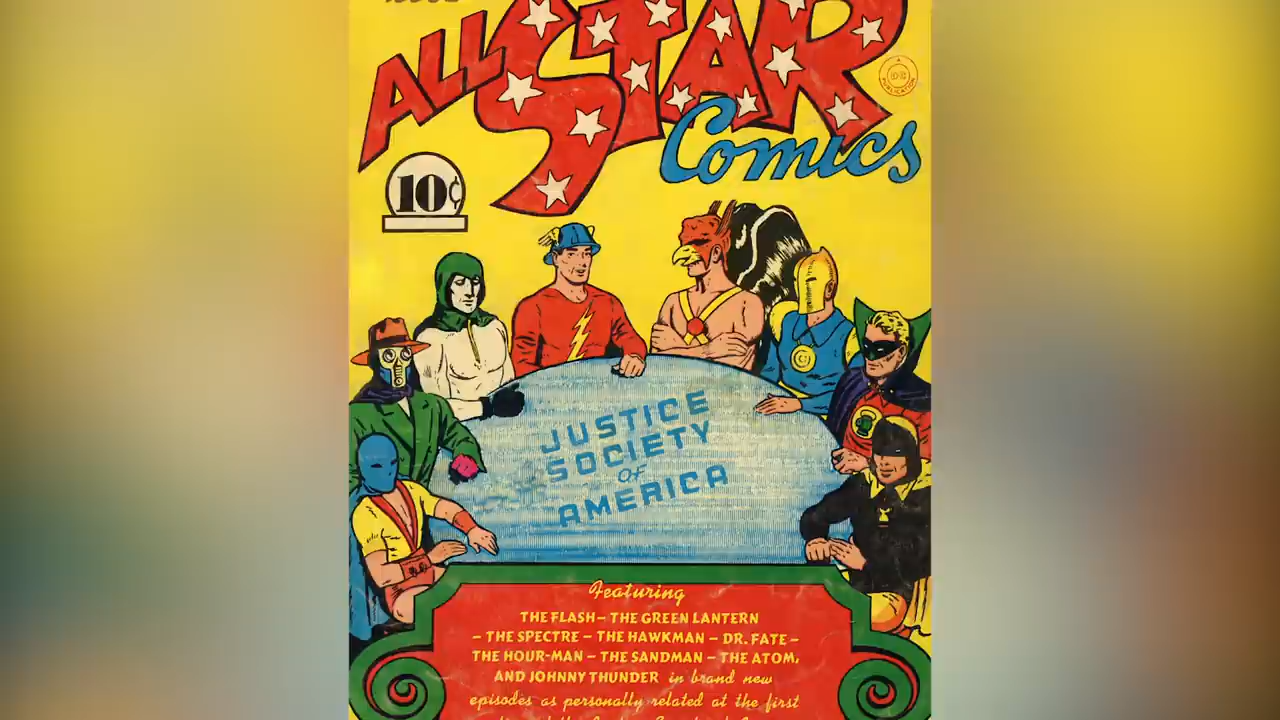 ALL STAR
Comics
A
DC
PUBLICATION
10¢
JUSTICE
SOCIETY
OF
AMERICA
Featuring
THE FLASH – THE GREEN LANTERN
– THE SPECTRE – THE HAWKMAN – DR. FATE –
THE HOUR-MAN – THE SANDMAN – THE ATOM,
AND JOHNNY THUNDER in brand new
episodes as personally related at the first